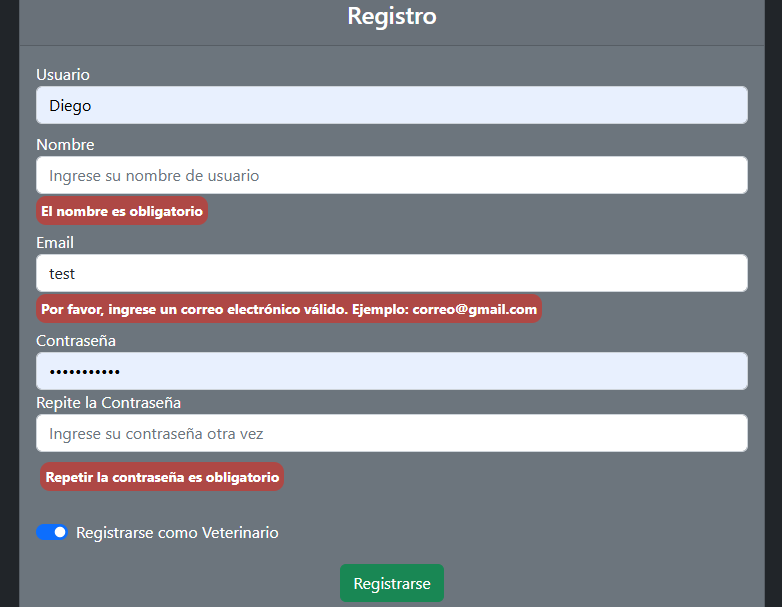 Registro
Usuario
Diego
Nombre
Ingrese su nombre de usuario
El nombre es obligatorio
Email
test
Por favor, ingrese un correo electrónico válido. Ejemplo: correo@gmail.com
Contraseña
•••••••••••
Repite la Contraseña
Ingrese su contraseña otra vez
Repetir la contraseña es obligatorio
Registrarse como Veterinario
Registrarse